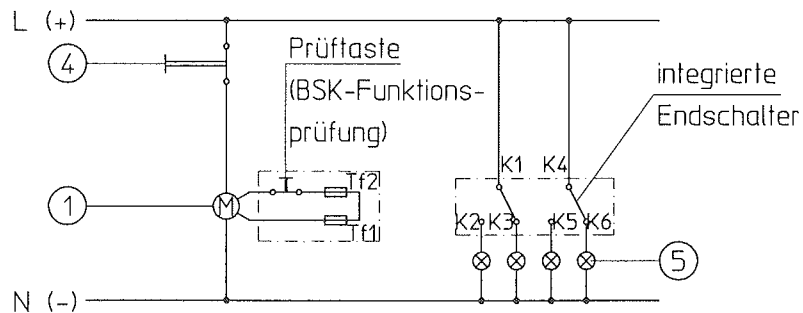 L (+)
4
Prüftaste
(BSK-Funktions-
prüfung)
integrierte
Endschalter
K1
K4
1
M
Tf2
Tf1
K2
K3
K5
K6
5
N (-)